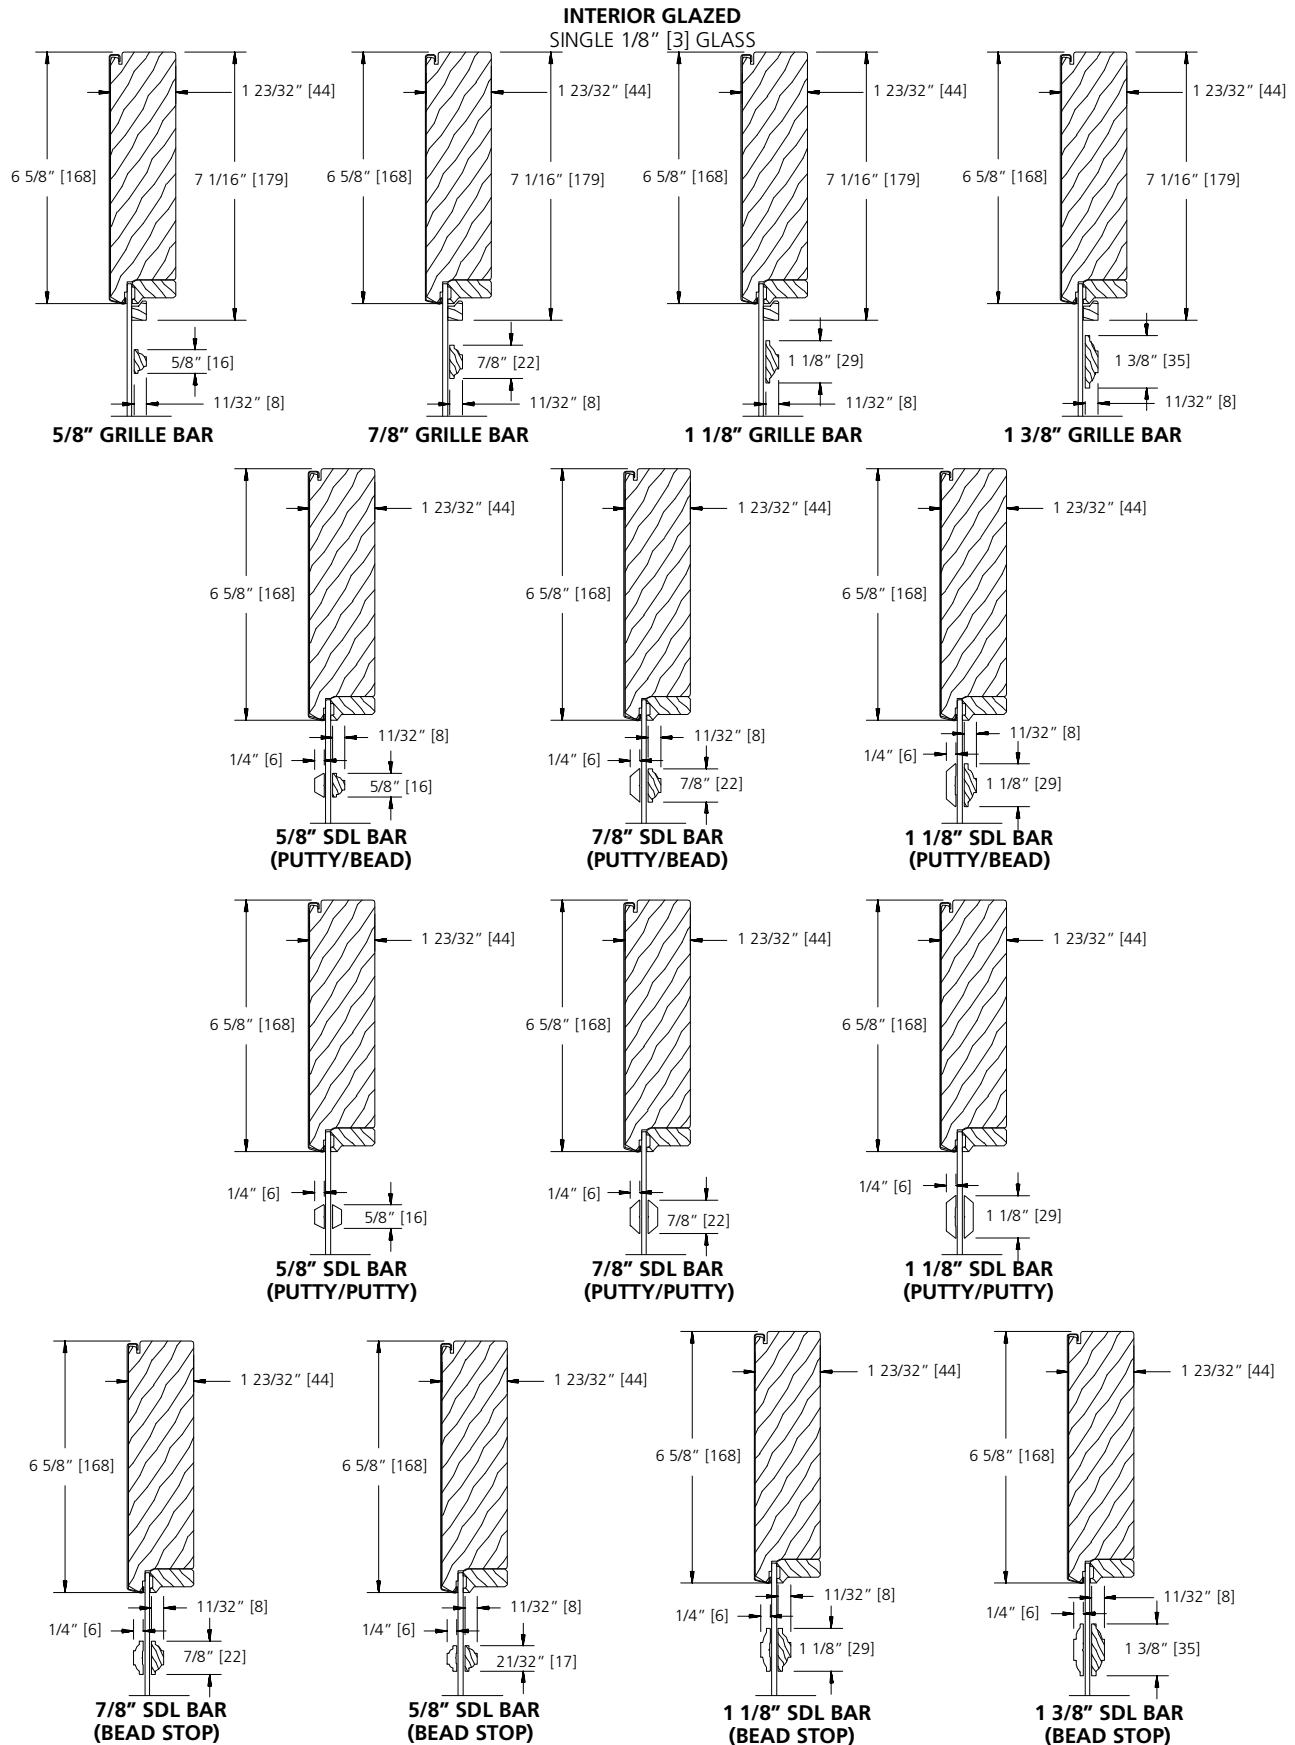 INTERIOR GLAZED
SINGLE 1/8" [3] GLASS
1 23/32" [44]
1 23/32" [44]
1 23/32" [44]
1 23/32" [44]
6 5/8" [168]
7 1/16" [179]
6 5/8" [168]
7 1/16" [179]
6 5/8" [168]
7 1/16" [179]
6 5/8" [168]
7 1/16" [179]
5/8" [16]
7/8" [22]
1 1/8" [29]
1 3/8" [35]
11/32" [8]
11/32" [8]
11/32" [8]
11/32" [8]
5/8" GRILLE BAR
7/8" GRILLE BAR
1 1/8" GRILLE BAR
1 3/8" GRILLE BAR
1 23/32" [44]
1 23/32" [44]
1 23/32" [44]
6 5/8" [168]
6 5/8" [168]
6 5/8" [168]
11/32" [8]
11/32" [8]
11/32" [8]
1/4" [6]
1/4" [6]
1/4" [6]
5/8" [16]
7/8" [22]
1 1/8" [29]
5/8" SDL BAR
(PUTTY/BEAD)
7/8" SDL BAR
(PUTTY/BEAD)
1 1/8" SDL BAR
(PUTTY/BEAD)
1 23/32" [44]
1 23/32" [44]
1 23/32" [44]
6 5/8" [168]
6 5/8" [168]
6 5/8" [168]
1/4" [6]
1/4" [6]
1/4" [6]
5/8" [16]
7/8" [22]
1 1/8" [29]
5/8" SDL BAR
(PUTTY/PUTTY)
7/8" SDL BAR
(PUTTY/PUTTY)
1 1/8" SDL BAR
(PUTTY/PUTTY)
1 23/32" [44]
1 23/32" [44]
1 23/32" [44]
1 23/32" [44]
6 5/8" [168]
6 5/8" [168]
6 5/8" [168]
6 5/8" [168]
11/32" [8]
11/32" [8]
11/32" [8]
11/32" [8]
1/4" [6]
1/4" [6]
1/4" [6]
1/4" [6]
7/8" [22]
21/32" [17]
1 1/8" [29]
1 3/8" [35]
7/8" SDL BAR
(BEAD STOP)
5/8" SDL BAR
(BEAD STOP)
1 1/8" SDL BAR
(BEAD STOP)
1 3/8" SDL BAR
(BEAD STOP)